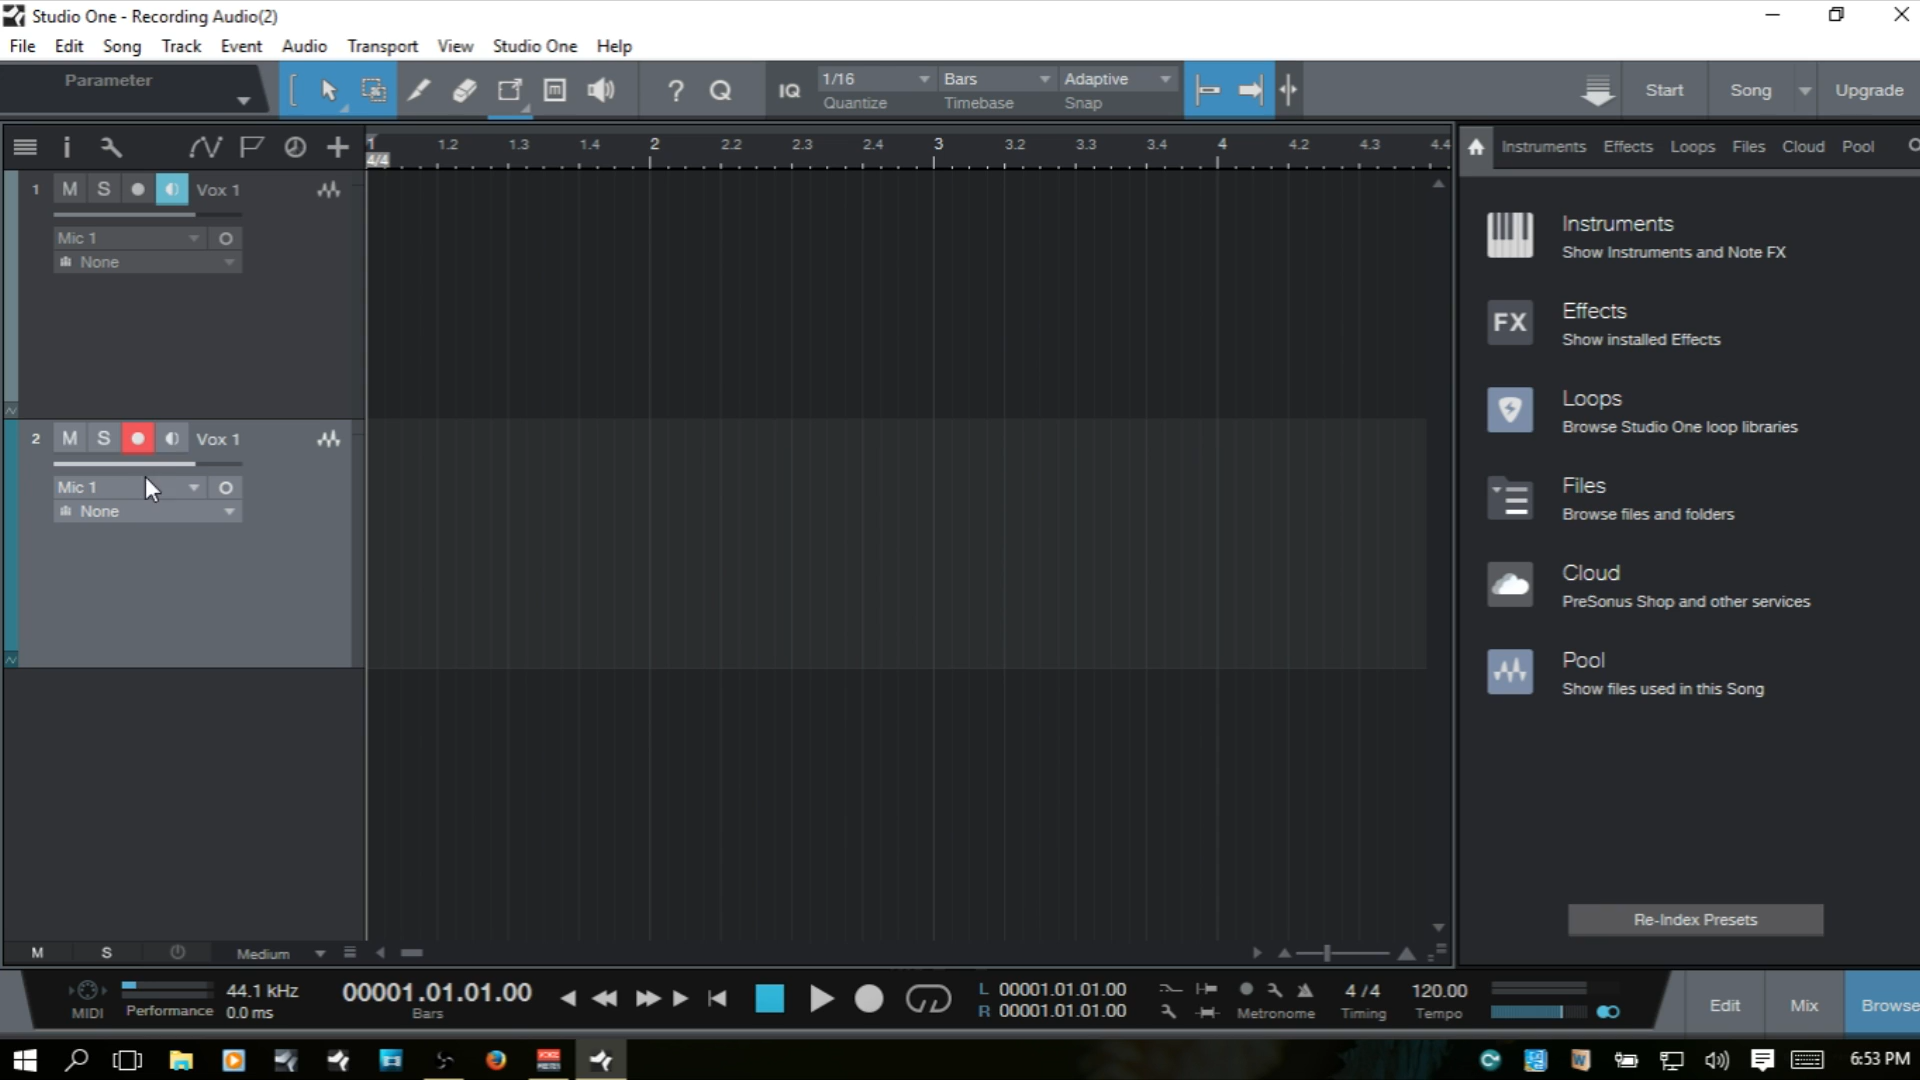 Studio One - Recording Audio(2)
File Edit Song Track Event Audio Transport View Studio One Help
Parameter
? Q IQ 1/16 Bars Adaptive Start Song Upgrade
Quantize Timebase Snap
1 1.2 1.3 1.4 2 2.2 2.3 2.4 3 3.2 3.3 3.4 4 4.2 4.3 4.4
4/4
Instruments Effects Loops Files Cloud Pool
1 M S Vox 1
Mic 1
None
2 M S Vox 1
Mic 1
None
Instruments
Show Instruments and Note FX
FX
Effects
Show installed Effects
Loops
Browse Studio One loop libraries
Files
Browse files and folders
Cloud
PreSonus Shop and other services
Pool
Show files used in this Song
Re-Index Presets
M S Medium
MIDI
Performance
44.1 kHz
0.0 ms
00001.01.01.00
Bars
L 00001.01.01.00
R 00001.01.01.00
Metronome
4 / 4
Timing
120.00
Tempo
Edit Mix Browse
6:53 PM